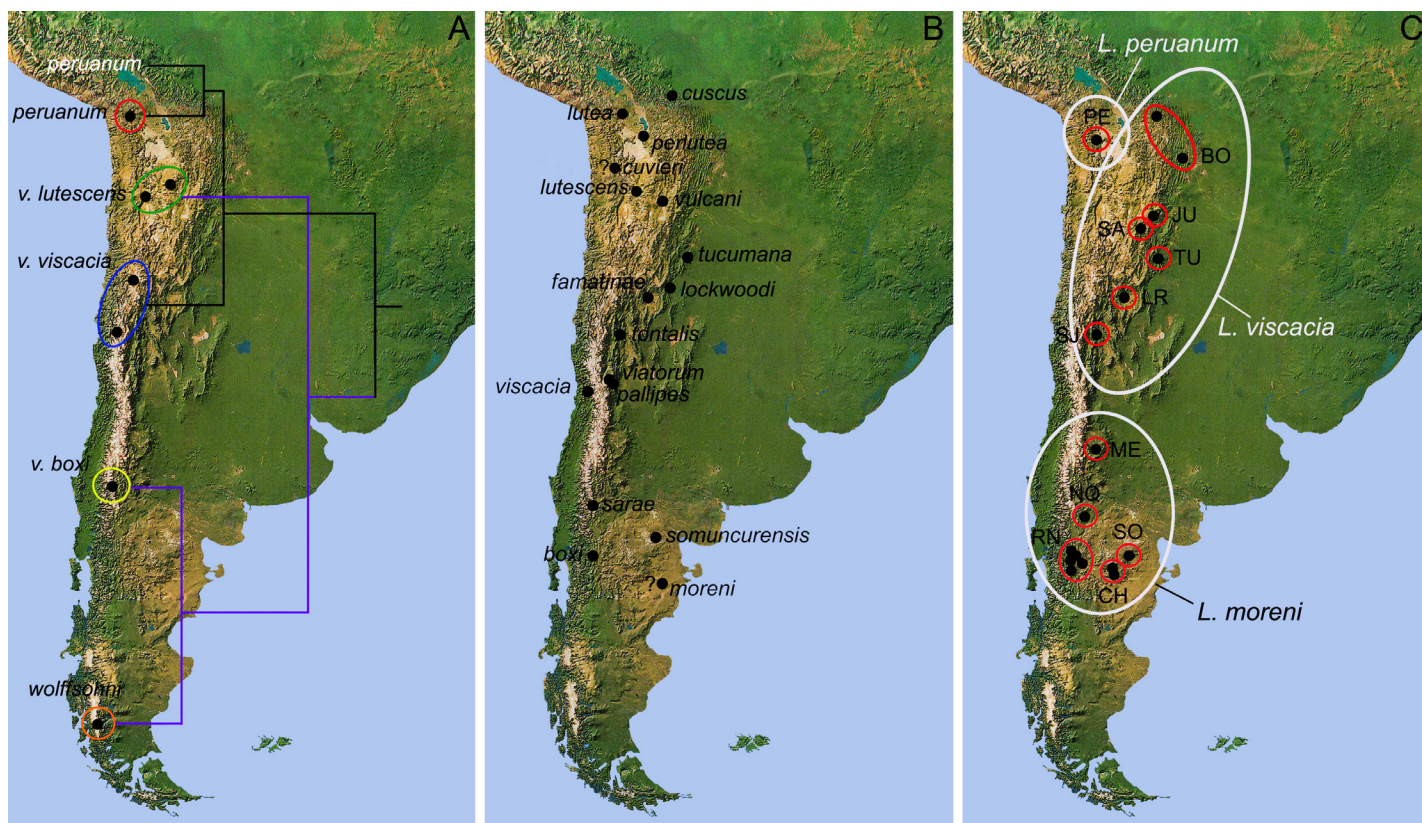 A
peruanum
peruanum
v. lutescens
v. viscacia
v. boxi
wolffsohni
B
cuscus
lutea
perlutea
? cuvieri
lutescens
vulcani
tucumana
famatinae
lockwoodi
tontalis
viatorum
viscacia
pallipes
sarae
somuncurensis
boxi
? moreni
C
L. peruanum
PE
BO
JU
SA
TU
LR
L. viscacia
SJ
ME
NQ
RN
SO
CH
L. moreni